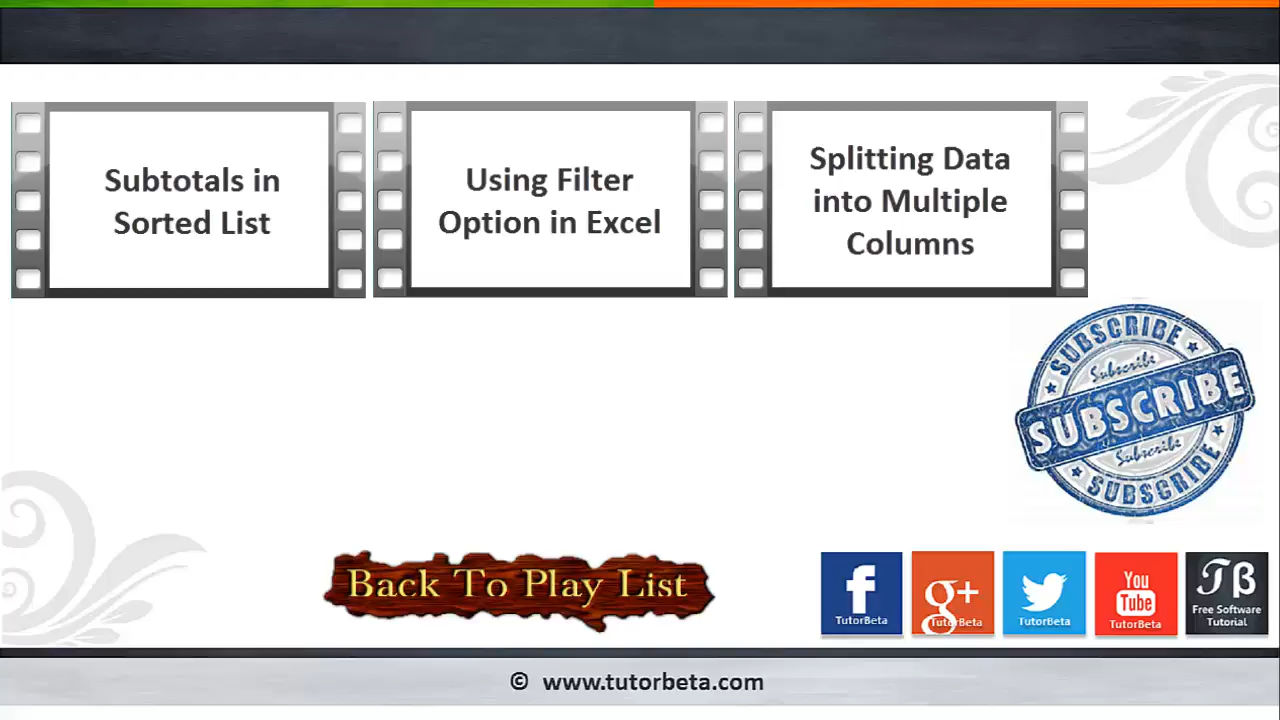 Subtotals in
Sorted List
Using Filter
Option in Excel
Splitting Data
into Multiple
Columns
SUBSCRIBE
Subscribe
SUBSCRIBE
Subscribe
SUBSCRIBE
Back To Play List
f
TutorBeta
g+
TutorBeta
TutorBeta
You
Tube
TutorBeta
TB
Free Software
Tutorial
© www.tutorbeta.com